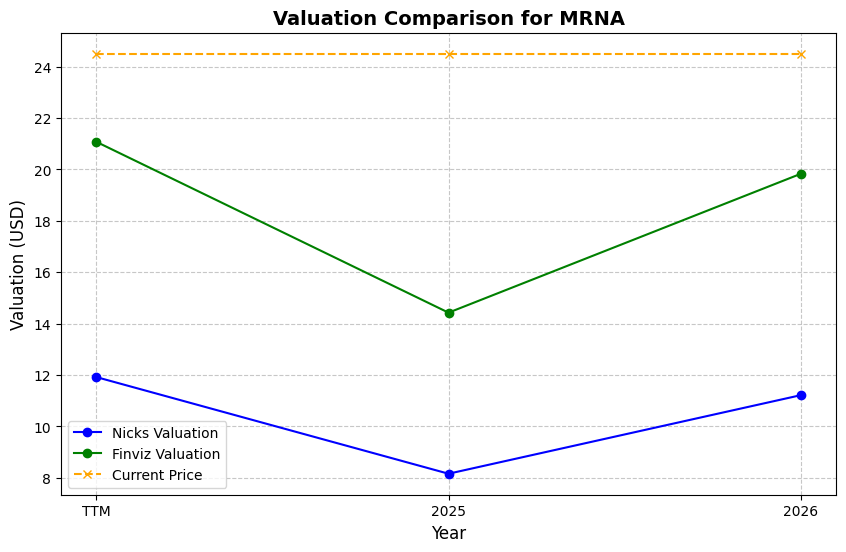 Valuation Comparison for MRNA
Valuation (USD)
24
22
20
18
16
14
12
10
8
Nicks Valuation
Finviz Valuation
Current Price
TTM 2025 2026
Year